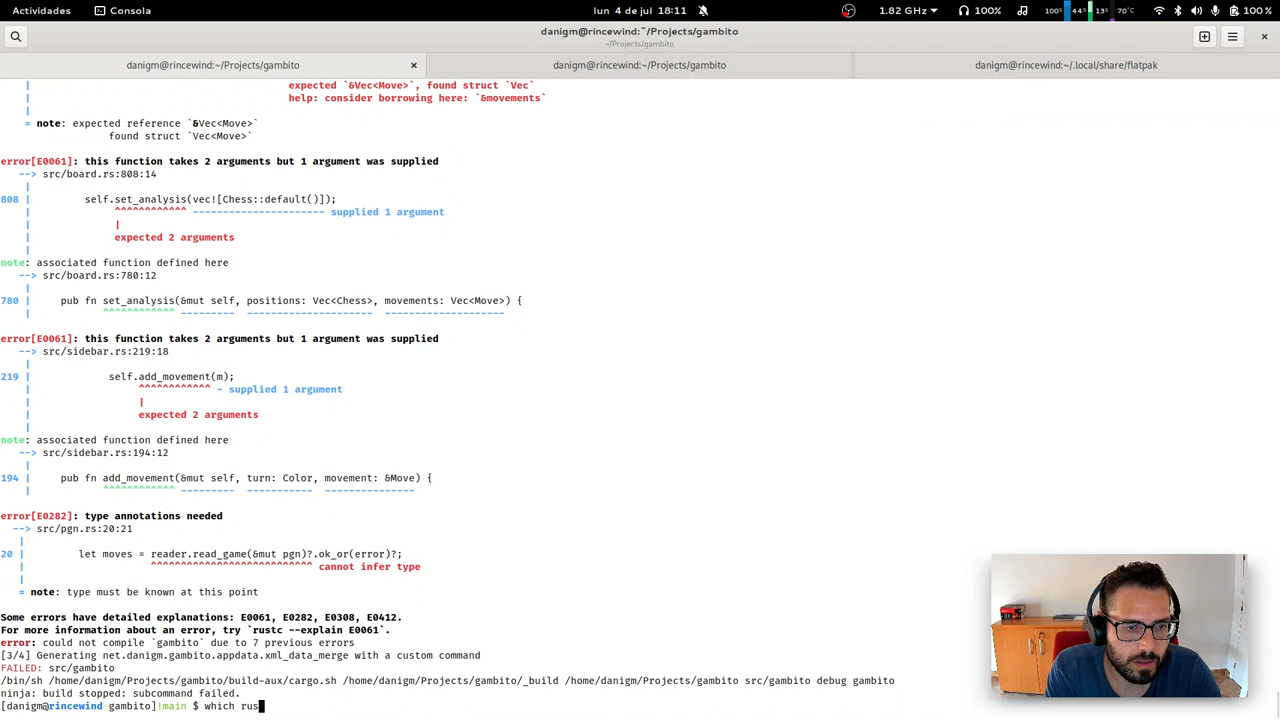 Actividades Consola lun 4 de jul 18:11 1.82 GHz 100% 100% 44% 13% 70°C 100 %
danigm@rincewind:~/Projects/gambito
~/Projects/gambito
danigm@rincewind:~/Projects/gambito danigm@rincewind:~/Projects/gambito danigm@rincewind:~/.local/share/flatpak
| expected `&Vec<Move>`, found struct `Vec`
| help: consider borrowing here: `&movements`
|
= note: expected reference `&Vec<Move>`
found struct `Vec<Move>`
error[E0061]: this function takes 2 arguments but 1 argument was supplied
--> src/board.rs:808:14
|
808 | self.set_analysis(vec![Chess::default()]);
| ^^^^^^^^^^^^ ---------------------- supplied 1 argument
| |
| expected 2 arguments
|
note: associated function defined here
--> src/board.rs:780:12
|
780 | pub fn set_analysis(&mut self, positions: Vec<Chess>, movements: Vec<Move>) {
| ^^^^^^^^^^^^ --------- --------------------- --------------------
error[E0061]: this function takes 2 arguments but 1 argument was supplied
--> src/sidebar.rs:219:18
|
219 | self.add_movement(m);
| ^^^^^^^^^^^^ - supplied 1 argument
| |
| expected 2 arguments
|
note: associated function defined here
--> src/sidebar.rs:194:12
|
194 | pub fn add_movement(&mut self, turn: Color, movement: &Move) {
| ^^^^^^^^^^^^ --------- ----------- ---------------
error[E0282]: type annotations needed
--> src/pgn.rs:20:21
|
20 | let moves = reader.read_game(&mut pgn)?.ok_or(error)?;
| ^^^^^^^^^^^^^^^^^^^^^^^^^^^ cannot infer type
|
= note: type must be known at this point
Some errors have detailed explanations: E0061, E0282, E0308, E0412.
For more information about an error, try `rustc --explain E0061`.
error: could not compile `gambito` due to 7 previous errors
[3/4] Generating net.danigm.gambito.appdata.xml_data_merge with a custom command
FAILED: src/gambito
/bin/sh /home/danigm/Projects/gambito/build-aux/cargo.sh /home/danigm/Projects/gambito/_build /home/danigm/Projects/gambito src/gambito debug gambito
ninja: build stopped: subcommand failed.
[danigm@rincewind gambito]!main $ which rus